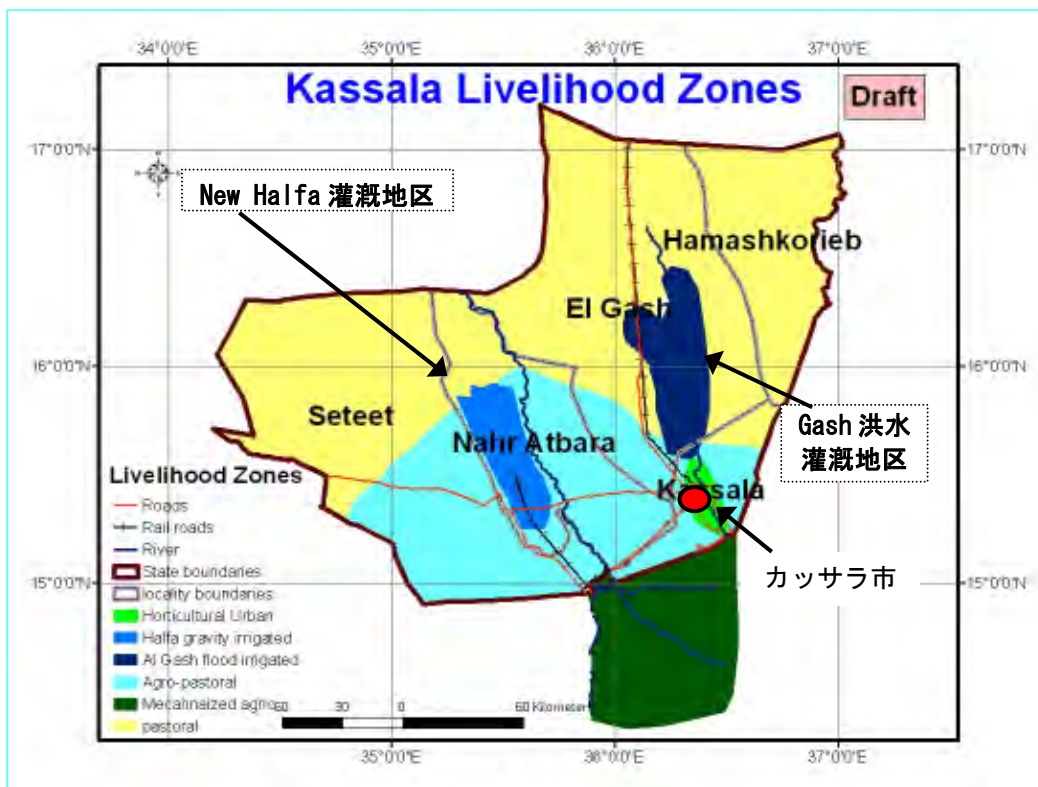 34°0'0"E 35°0'0"E 36°0'0"E 37°0'0"E
Kassala Livelihood Zones
Draft
17°0'0"N 17°0'0"N
New Halfa 灌漑地区
Hamashkorieb
El Gash
16°0'0"N 16°0'0"N
Seteet
Nahr Atbara
Gash 洪水
灌漑地区
Kassala
Livelihood Zones
Roads
Rail roads
River
State boundaries
locality boundaries
Horticultural Urban
Halfa gravity irrigated
Al Gash flood irrigated
Agro-pastoral
Mecahnaized agric
pastoral
カッサラ市
15°0'0"N 15°0'0"N
60 30 0 60 Kilometer
35°0'0"E 36°0'0"E 37°0'0"E